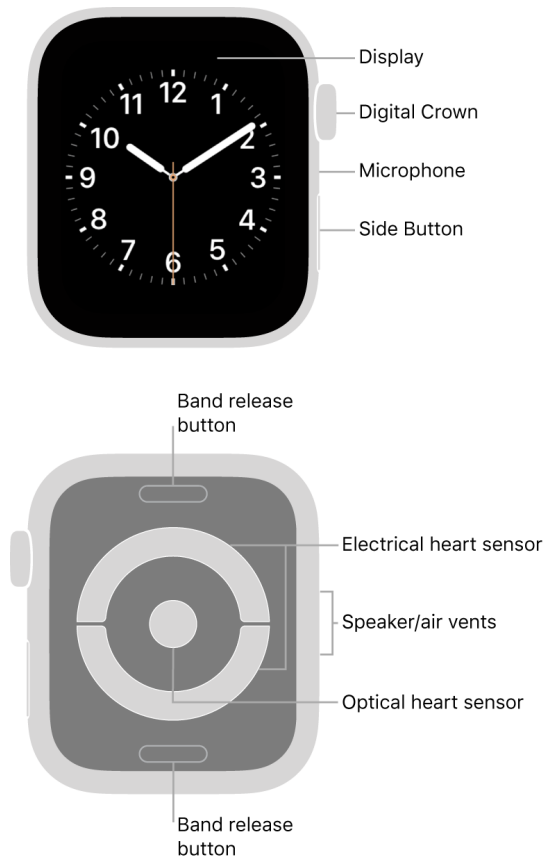 Display
12
11
1
10
2
Digital Crown
9
3
Microphone
8
4
Side Button
7
5
6
Band release
button
Electrical heart sensor
Speaker/air vents
Optical heart sensor
Band release
button